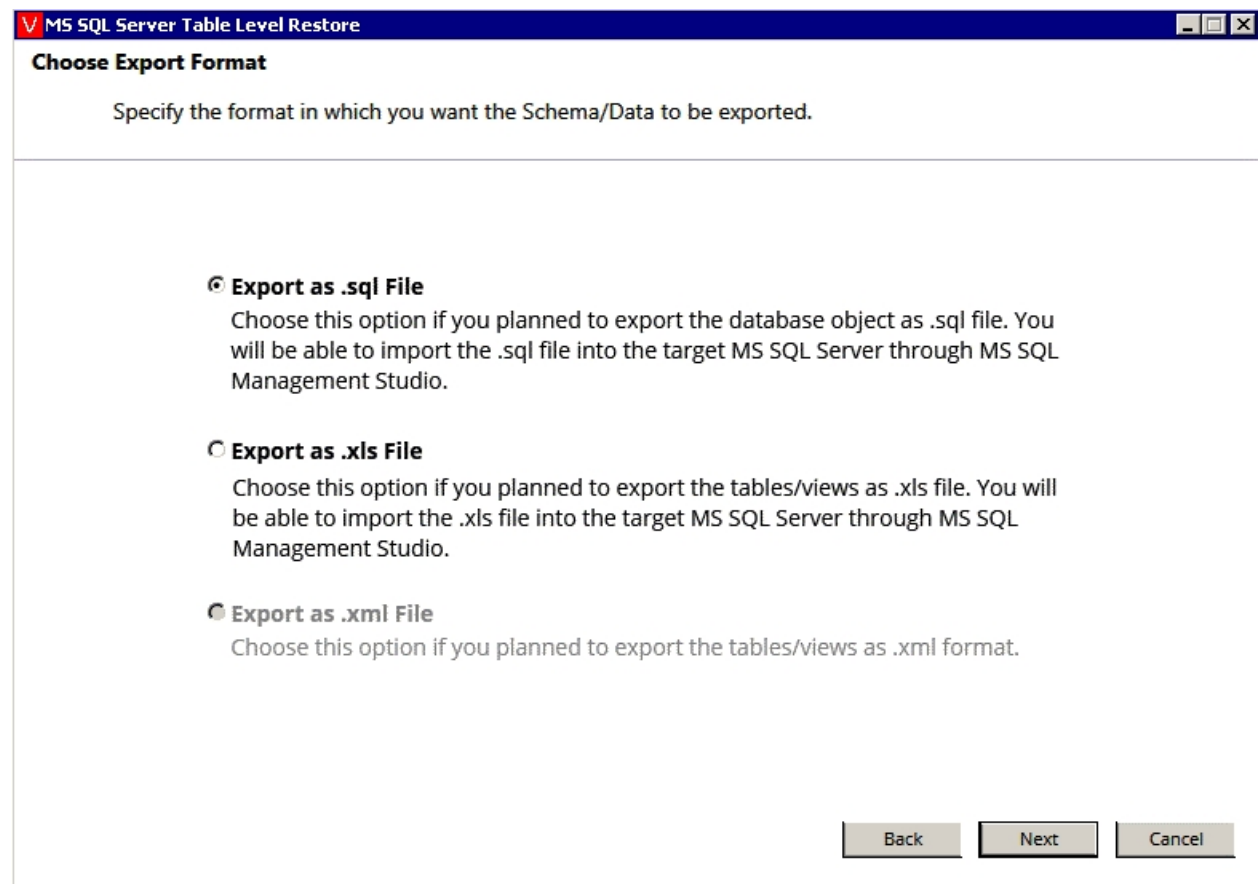 V MS SQL Server Table Level Restore
Choose Export Format
Specify the format in which you want the Schema/Data to be exported.
Export as .sql File
Choose this option if you planned to export the database object as .sql file. You
will be able to import the .sql file into the target MS SQL Server through MS SQL
Management Studio.
Export as .xls File
Choose this option if you planned to export the tables/views as .xls file. You will
be able to import the .xls file into the target MS SQL Server through MS SQL
Management Studio.
Export as .xml File
Choose this option if you planned to export the tables/views as .xml format.
Back Next Cancel